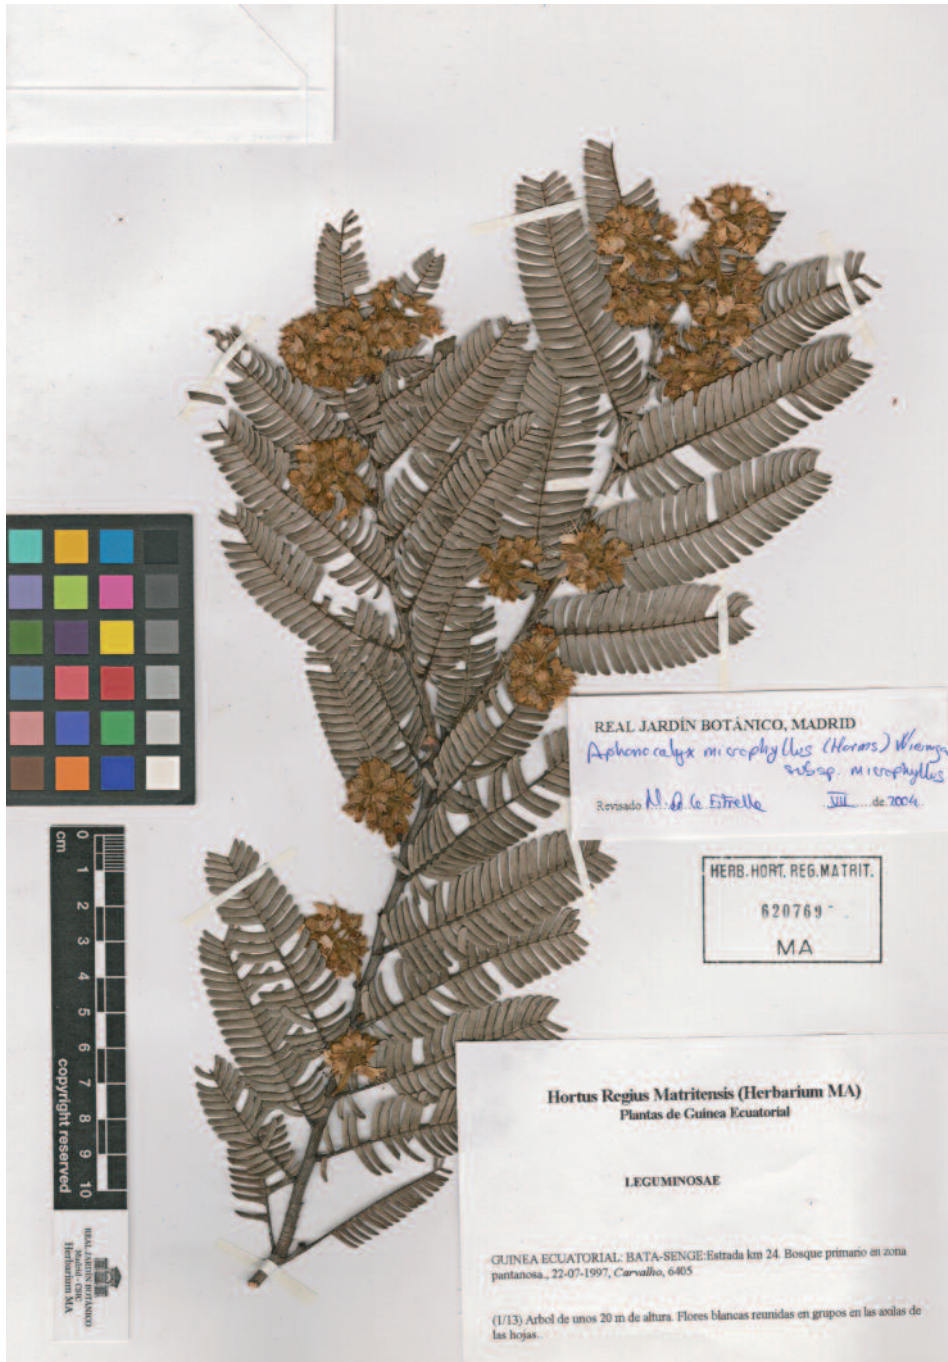 REAL JARDÍN BOTÁNICO, MADRID
Aphanocalyx microphyllus (Harms) Wieringa
subsp. microphyllus
Revisado M. de la Estrella VIII de 2004
HERB. HORT. REG. MATRIT.
620769
MA
Hortus Regius Matritensis (Herbarium MA)
Plantas de Guinea Ecuatorial
LEGUMINOSAE
GUINEA ECUATORIAL: BATA-SENGE:Estrada km 24. Bosque primario en zona
pantanosa., 22-07-1997, Carvalho, 6405
(1/13) Arbol de unos 20 m de altura. Flores blancas reunidas en grupos en las axilas de
las hojas.
cm
0
1
2
3
4
5
6
7
8
9
10
copyright reserved
REAL JARDÍN BOTÁNICO
Madrid - CSIC
Herbarium MA